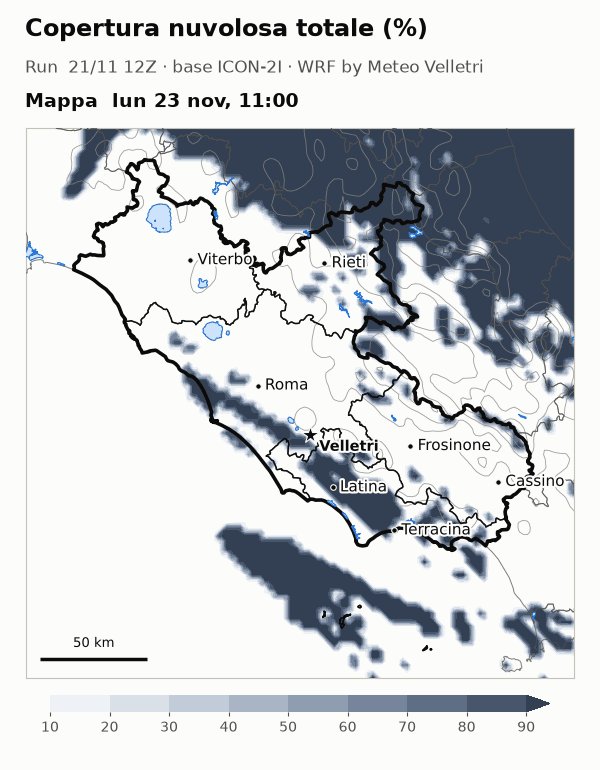 Copertura nuvolosa totale (%)
Run  21/11 12Z · base ICON-2I · WRF by Meteo Velletri
Mappa  lun 23 nov, 11:00
Viterbo
Rieti
Roma
Velletri
Frosinone
Latina
Cassino
Terracina
50 km
10 20 30 40 50 60 70 80 90